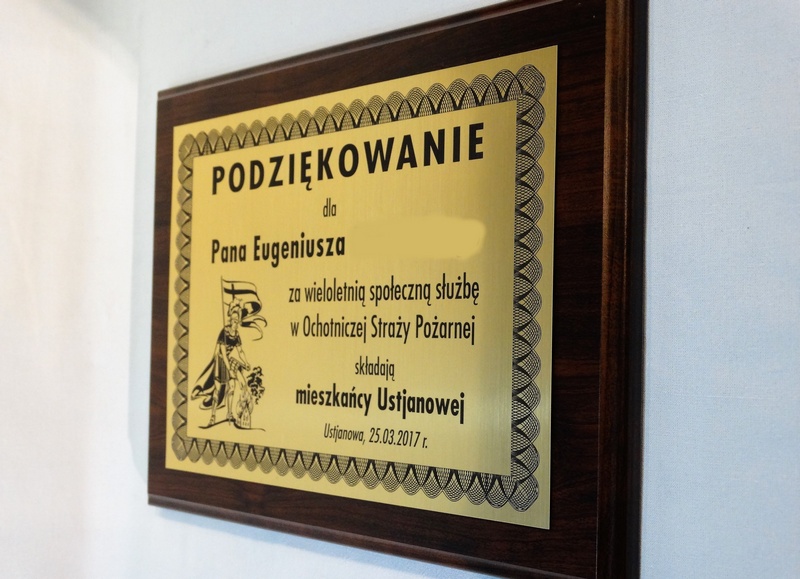 PODZIĘKOWANIE
dla
Pana Eugeniusza
za wieloletnią społeczną służbę
w Ochotniczej Straży Pożarnej
składają
mieszkańcy Ustjanowej
Ustjanowa, 25.03.2017 r.